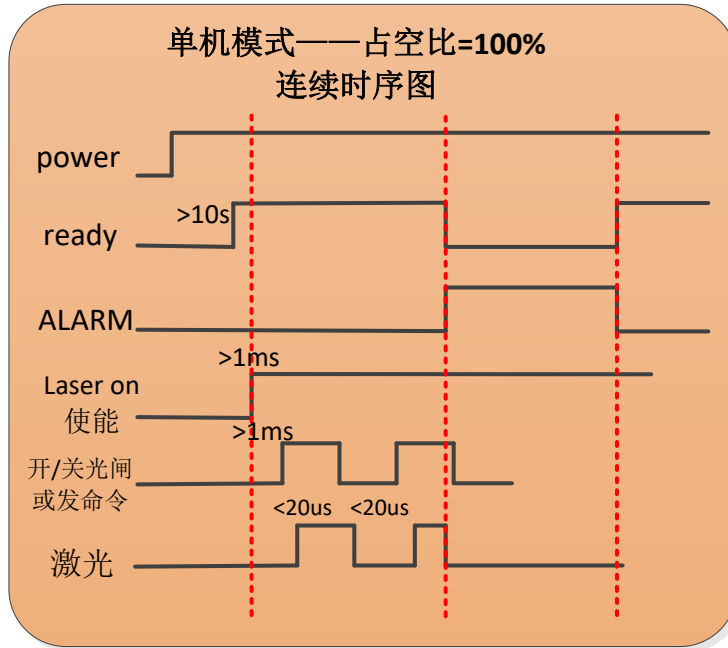 单机模式——占空比=100%
连续时序图
power
>10s
ready
ALARM
>1ms
Laser on
使能
>1ms
开/关光闸
或发命令
<20us
<20us
激光